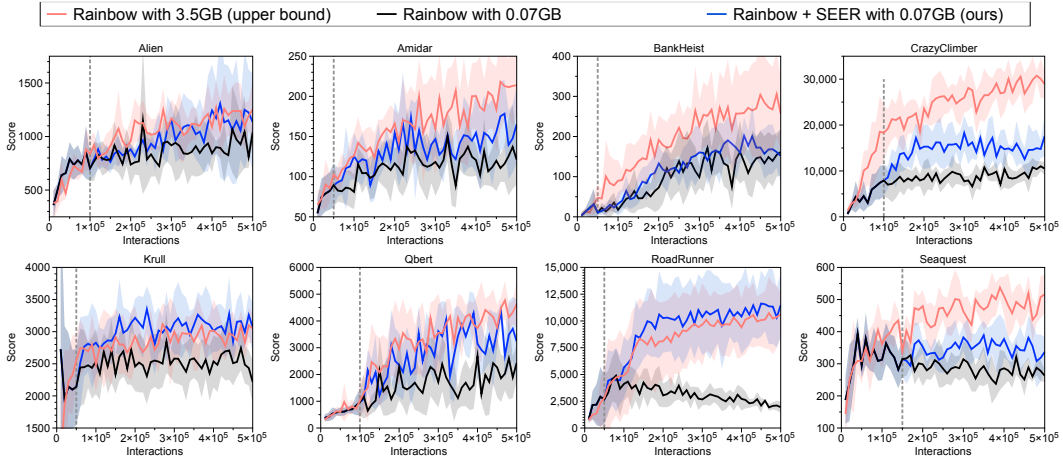 Rainbow with 3.5GB (upper bound) Rainbow with 0.07GB Rainbow + SEER with 0.07GB (ours)
Alien Amidar BankHeist CrazyClimber
Score
1500
1000
500
0 1×10⁵ 2×10⁵ 3×10⁵ 4×10⁵ 5×10⁵
Interactions
Score
250
200
150
100
50
0 1×10⁵ 2×10⁵ 3×10⁵ 4×10⁵ 5×10⁵
Interactions
Score
400
300
200
100
0
0 1×10⁵ 2×10⁵ 3×10⁵ 4×10⁵ 5×10⁵
Interactions
Score
30,000
20,000
10,000
0
0 1×10⁵ 2×10⁵ 3×10⁵ 4×10⁵ 5×10⁵
Interactions
Krull Qbert RoadRunner Seaquest
Score
4000
3500
3000
2500
2000
1500
0 1×10⁵ 2×10⁵ 3×10⁵ 4×10⁵ 5×10⁵
Interactions
Score
6000
5000
4000
3000
2000
1000
0
0 1×10⁵ 2×10⁵ 3×10⁵ 4×10⁵ 5×10⁵
Interactions
Score
15,000
12,500
10,000
7,500
5,000
2,500
0
0 1×10⁵ 2×10⁵ 3×10⁵ 4×10⁵ 5×10⁵
Interactions
Score
600
500
400
300
200
100
0 1×10⁵ 2×10⁵ 3×10⁵ 4×10⁵ 5×10⁵
Interactions